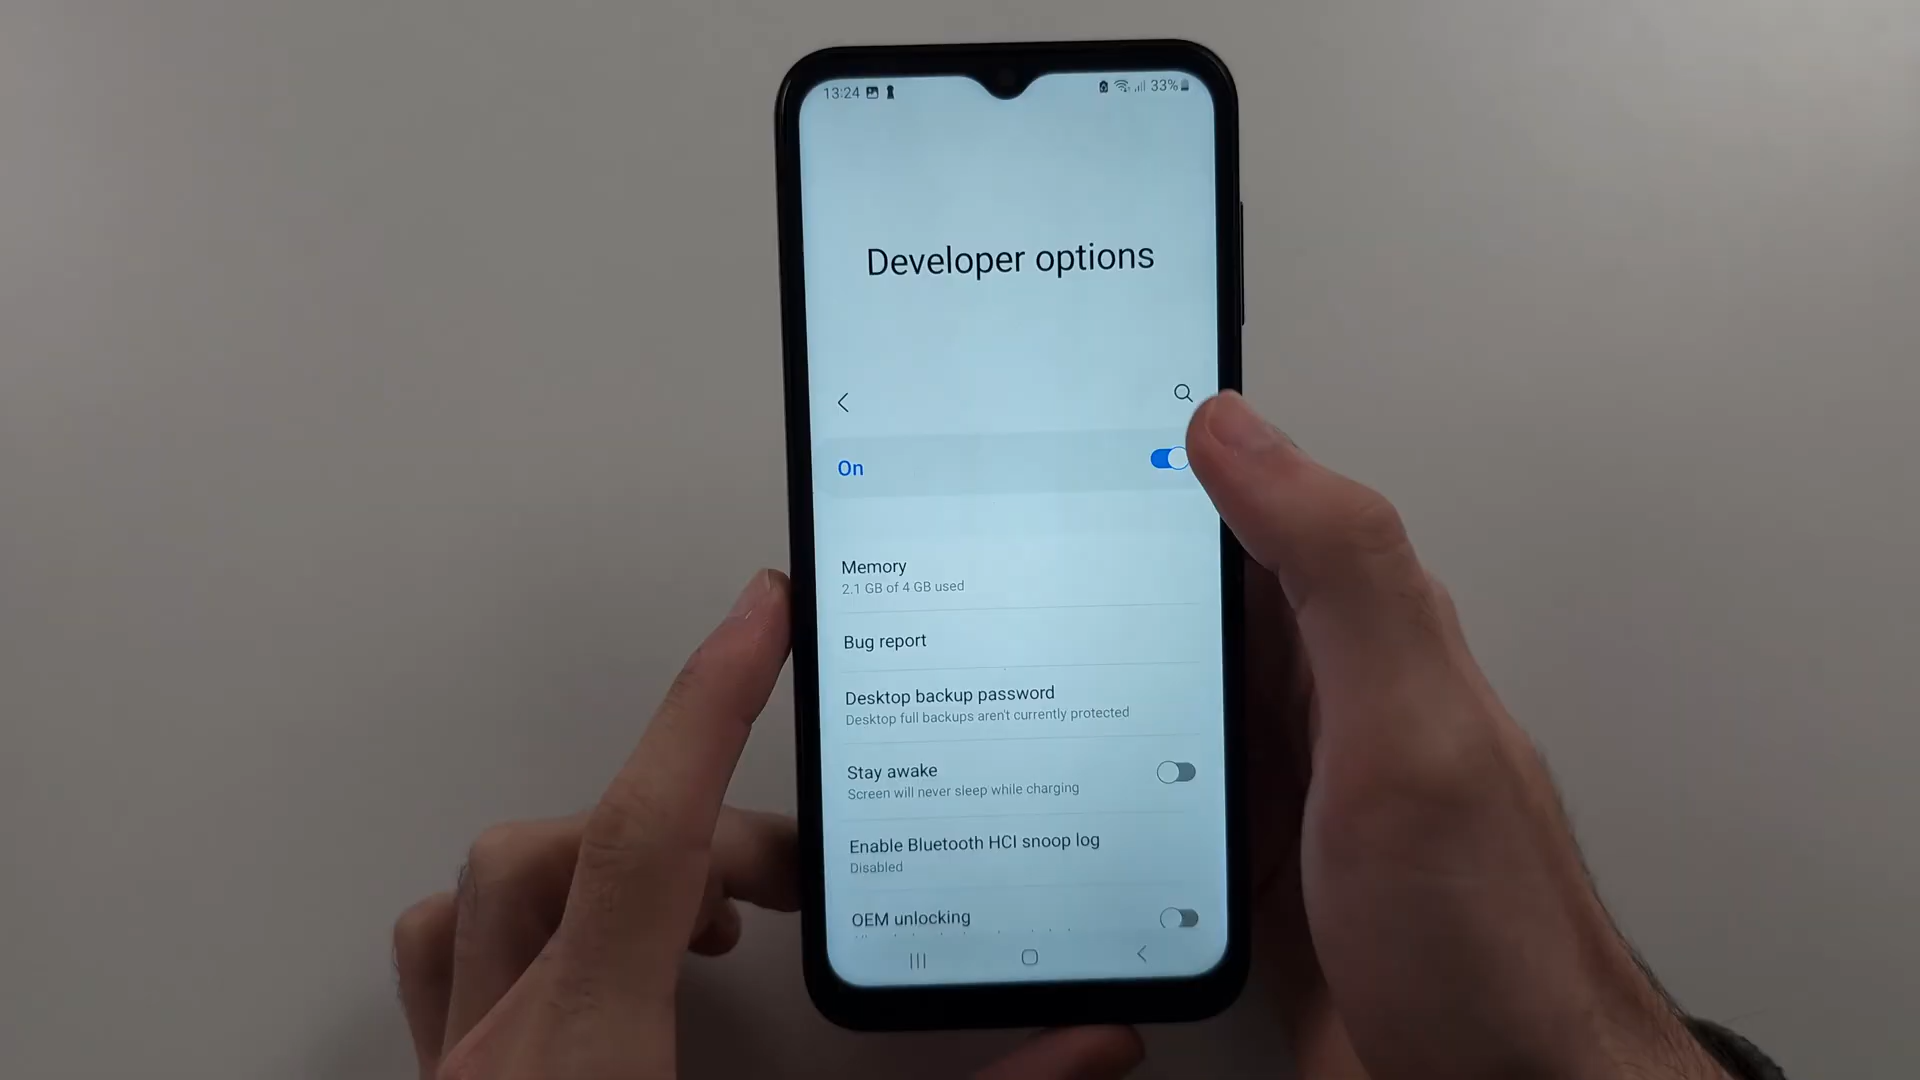 13:24 33%
Developer options
On
Memory
2.1 GB of 4 GB used
Bug report
Desktop backup password
Desktop full backups aren't currently protected
Stay awake
Screen will never sleep while charging
Enable Bluetooth HCI snoop log
Disabled
OEM unlocking